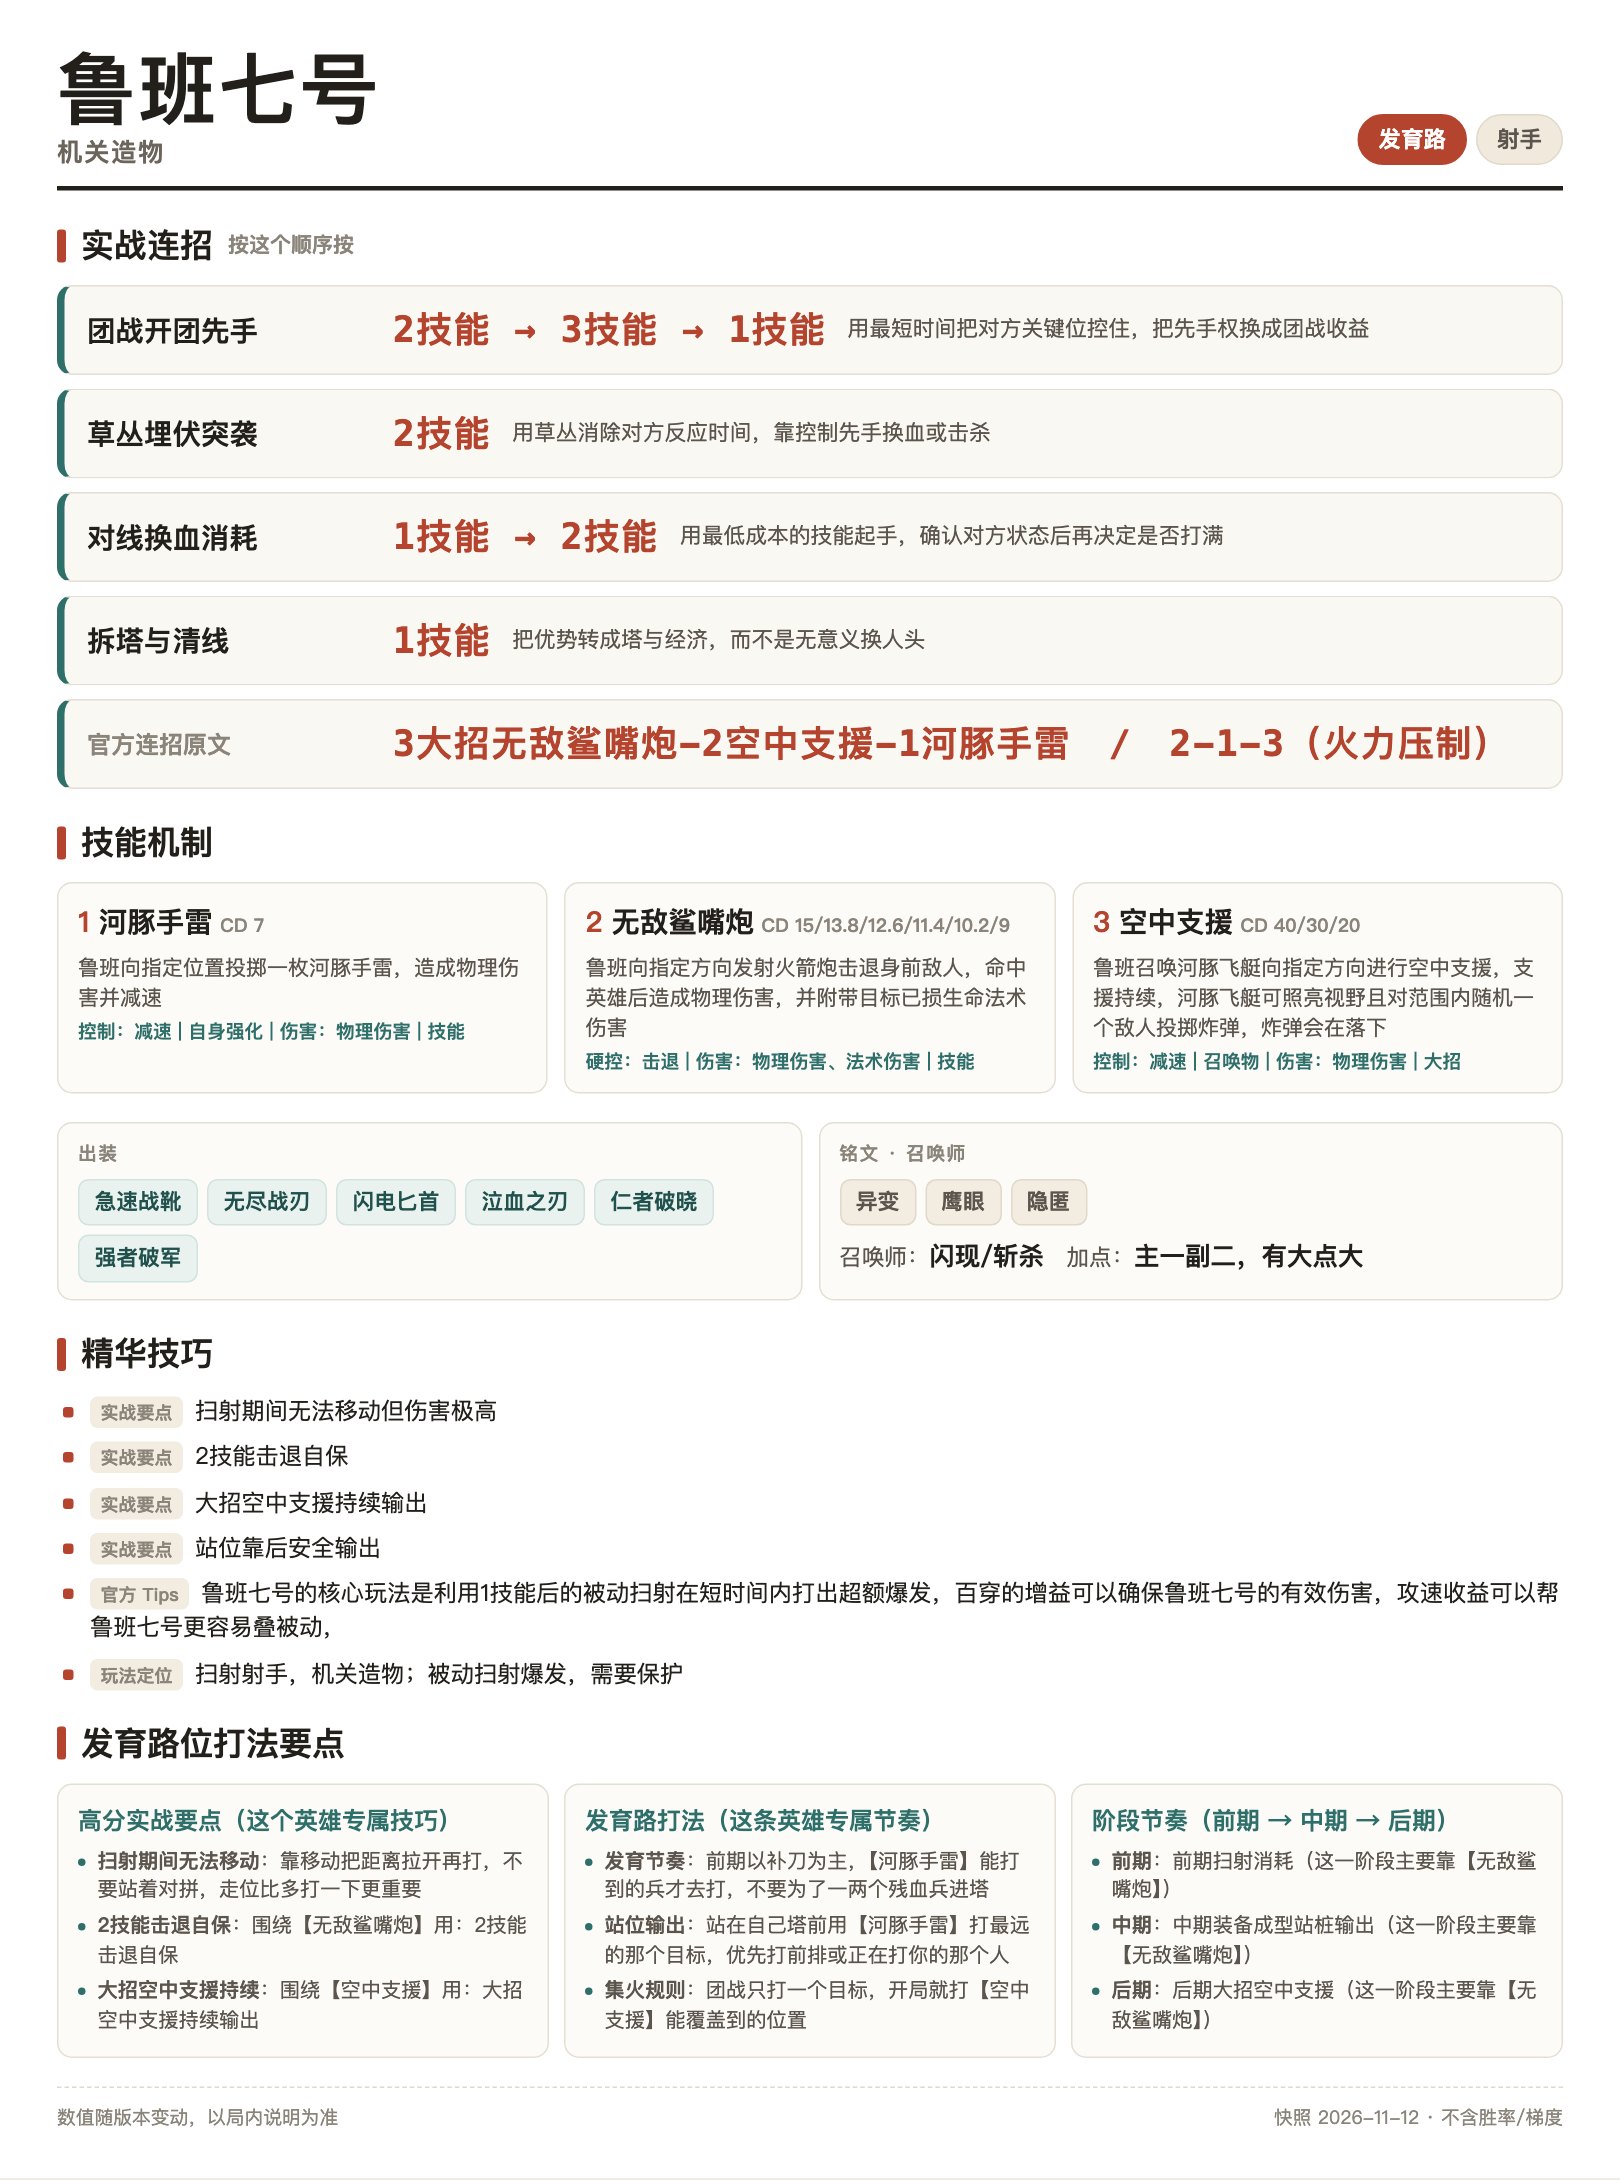 鲁班七号
机关造物
发育路 射手
实战连招 按这个顺序按
团战开团先手 2技能 → 3技能 → 1技能 用最短时间把对方关键位控住，把先手权换成团战收益
草丛埋伏突袭 2技能 用草丛消除对方反应时间，靠控制先手换血或击杀
对线换血消耗 1技能 → 2技能 用最低成本的技能起手，确认对方状态后再决定是否打满
拆塔与清线 1技能 把优势转成塔与经济，而不是无意义换人头
官方连招原文 3大招无敌鲨嘴炮-2空中支援-1河豚手雷 / 2-1-3（火力压制）
技能机制
1 河豚手雷 CD 7
鲁班向指定位置投掷一枚河豚手雷，造成物理伤
害并减速
控制：减速 | 自身强化 | 伤害：物理伤害 | 技能
2 无敌鲨嘴炮 CD 15/13.8/12.6/11.4/10.2/9
鲁班向指定方向发射火箭炮击退身前敌人，命中
英雄后造成物理伤害，并附带目标已损生命法术
伤害
硬控：击退 | 伤害：物理伤害、法术伤害 | 技能
3 空中支援 CD 40/30/20
鲁班召唤河豚飞艇向指定方向进行空中支援，支
援持续，河豚飞艇可照亮视野且对范围内随机一
个敌人投掷炸弹，炸弹会在落下
控制：减速 | 召唤物 | 伤害：物理伤害 | 大招
出装
急速战靴 无尽战刃 闪电匕首 泣血之刃 仁者破晓
强者破军
铭文 · 召唤师
异变 鹰眼 隐匿
召唤师：闪现/斩杀 加点：主一副二，有大点大
精华技巧
实战要点 扫射期间无法移动但伤害极高
实战要点 2技能击退自保
实战要点 大招空中支援持续输出
实战要点 站位靠后安全输出
官方 Tips 鲁班七号的核心玩法是利用1技能后的被动扫射在短时间内打出超额爆发，百穿的增益可以确保鲁班七号的有效伤害，攻速收益可以帮
鲁班七号更容易叠被动，
玩法定位 扫射射手，机关造物；被动扫射爆发，需要保护
发育路位打法要点
高分实战要点（这个英雄专属技巧）
扫射期间无法移动：靠移动把距离拉开再打，不
要站着对拼，走位比多打一下更重要
2技能击退自保：围绕【无敌鲨嘴炮】用：2技能
击退自保
大招空中支援持续：围绕【空中支援】用：大招
空中支援持续输出
发育路打法（这条英雄专属节奏）
发育节奏：前期以补刀为主，【河豚手雷】能打
到的兵才去打，不要为了一两个残血兵进塔
站位输出：站在自己塔前用【河豚手雷】打最远
的那个目标，优先打前排或正在打你的那个人
集火规则：团战只打一个目标，开局就打【空中
支援】能覆盖到的位置
阶段节奏（前期 → 中期 → 后期）
前期：前期扫射消耗（这一阶段主要靠【无敌鲨
嘴炮】）
中期：中期装备成型站桩输出（这一阶段主要靠
【无敌鲨嘴炮】）
后期：后期大招空中支援（这一阶段主要靠【无
敌鲨嘴炮】）
数值随版本变动，以局内说明为准
快照 2026-11-12 · 不含胜率/梯度